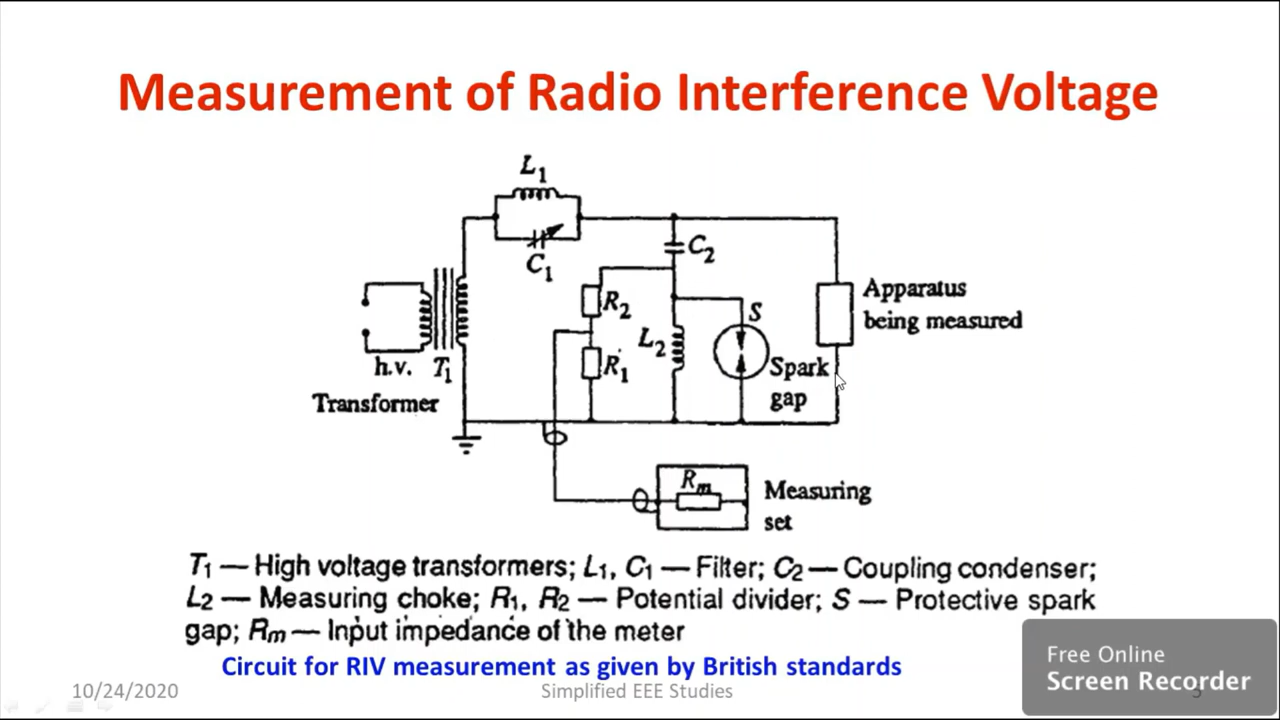 Measurement of Radio Interference Voltage
L1
C1
C2
R2
S
L2
R1
Apparatus
being measured
Spark
gap
h.v. T1
Transformer
Rm
Measuring
set
T1 — High voltage transformers; L1, C1 — Filter; C2 — Coupling condenser;
L2 — Measuring choke; R1, R2 — Potential divider; S — Protective spark
gap; Rm — Input impedance of the meter
Circuit for RIV measurement as given by British standards
10/24/2020
Simplified EEE Studies
Free Online
Screen Recorder